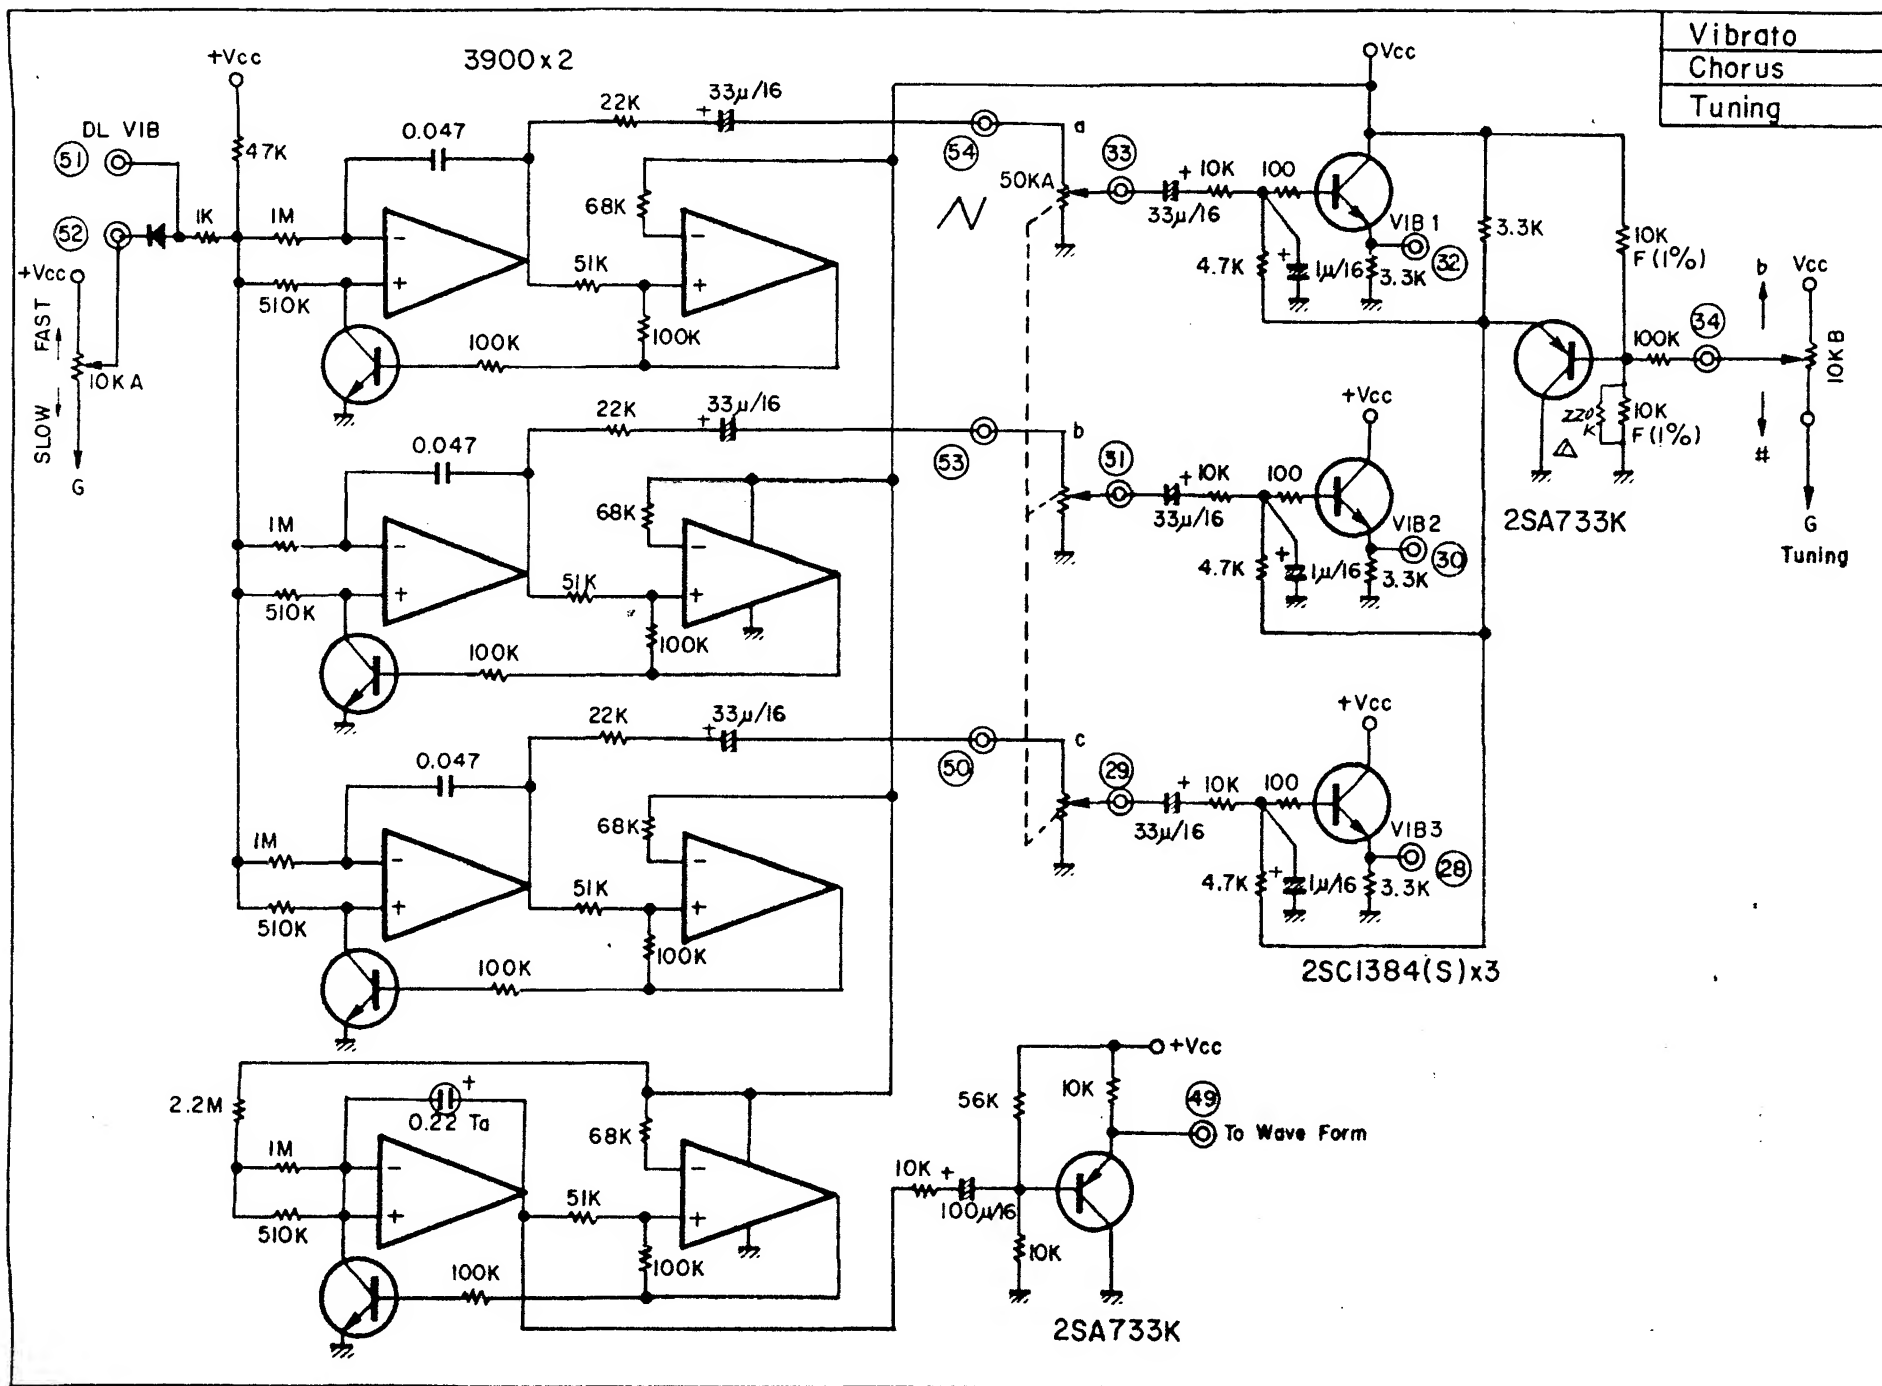 Vibrato
Chorus
Tuning
+Vcc
3900x2
33μ/16
22K
Vcc
DL VIB
0.047
47K
51
54
a
33
50KA
+
10K
100
33μ/16
68K
52
1K
1M
−
−
VIB 1
32
3.3K
10K
F (1%)
+Vcc
51K
4.7K
+
1μ/16
3.3K
510K
+
+
b
Vcc
FAST
100K
100K
100K
34
10KA
10KB
SLOW
G
22K
33μ/16
+
+Vcc
220
K
10K
F (1%)
#
0.047
b
53
31
+
10K
100
33μ/16
68K
2SA733K
G
Tuning
1M
−
−
VIB2
30
4.7K
+
1μ/16
3.3K
51K
510K
+
+
100K
100K
22K
33μ/16
+
+Vcc
0.047
c
50
29
+
10K
100
33μ/16
68K
1M
−
−
VIB3
28
4.7K
+
1μ/16
3.3K
51K
510K
+
+
100K
100K
2SC1384(S)x3
+Vcc
2.2M
+
0.22 Ta
56K
10K
49
To Wave Form
68K
1M
−
−
10K
+
100μ/16
51K
510K
+
+
10K
100K
100K
2SA733K